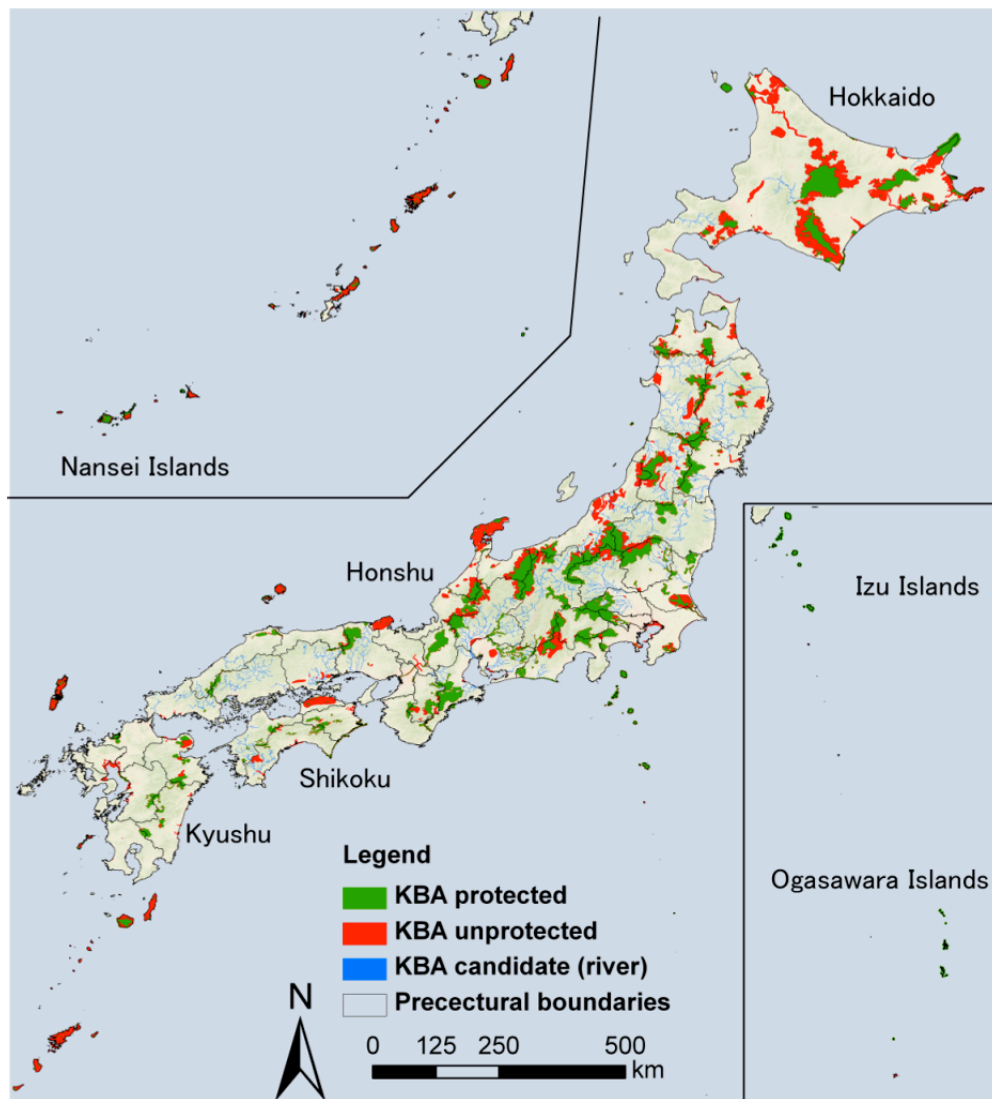 Hokkaido
Nansei Islands
Honshu
Izu Islands
Shikoku
Kyushu
Ogasawara Islands
Legend
KBA protected
KBA unprotected
KBA candidate (river)
Precectural boundaries
N
0 125 250 500
km